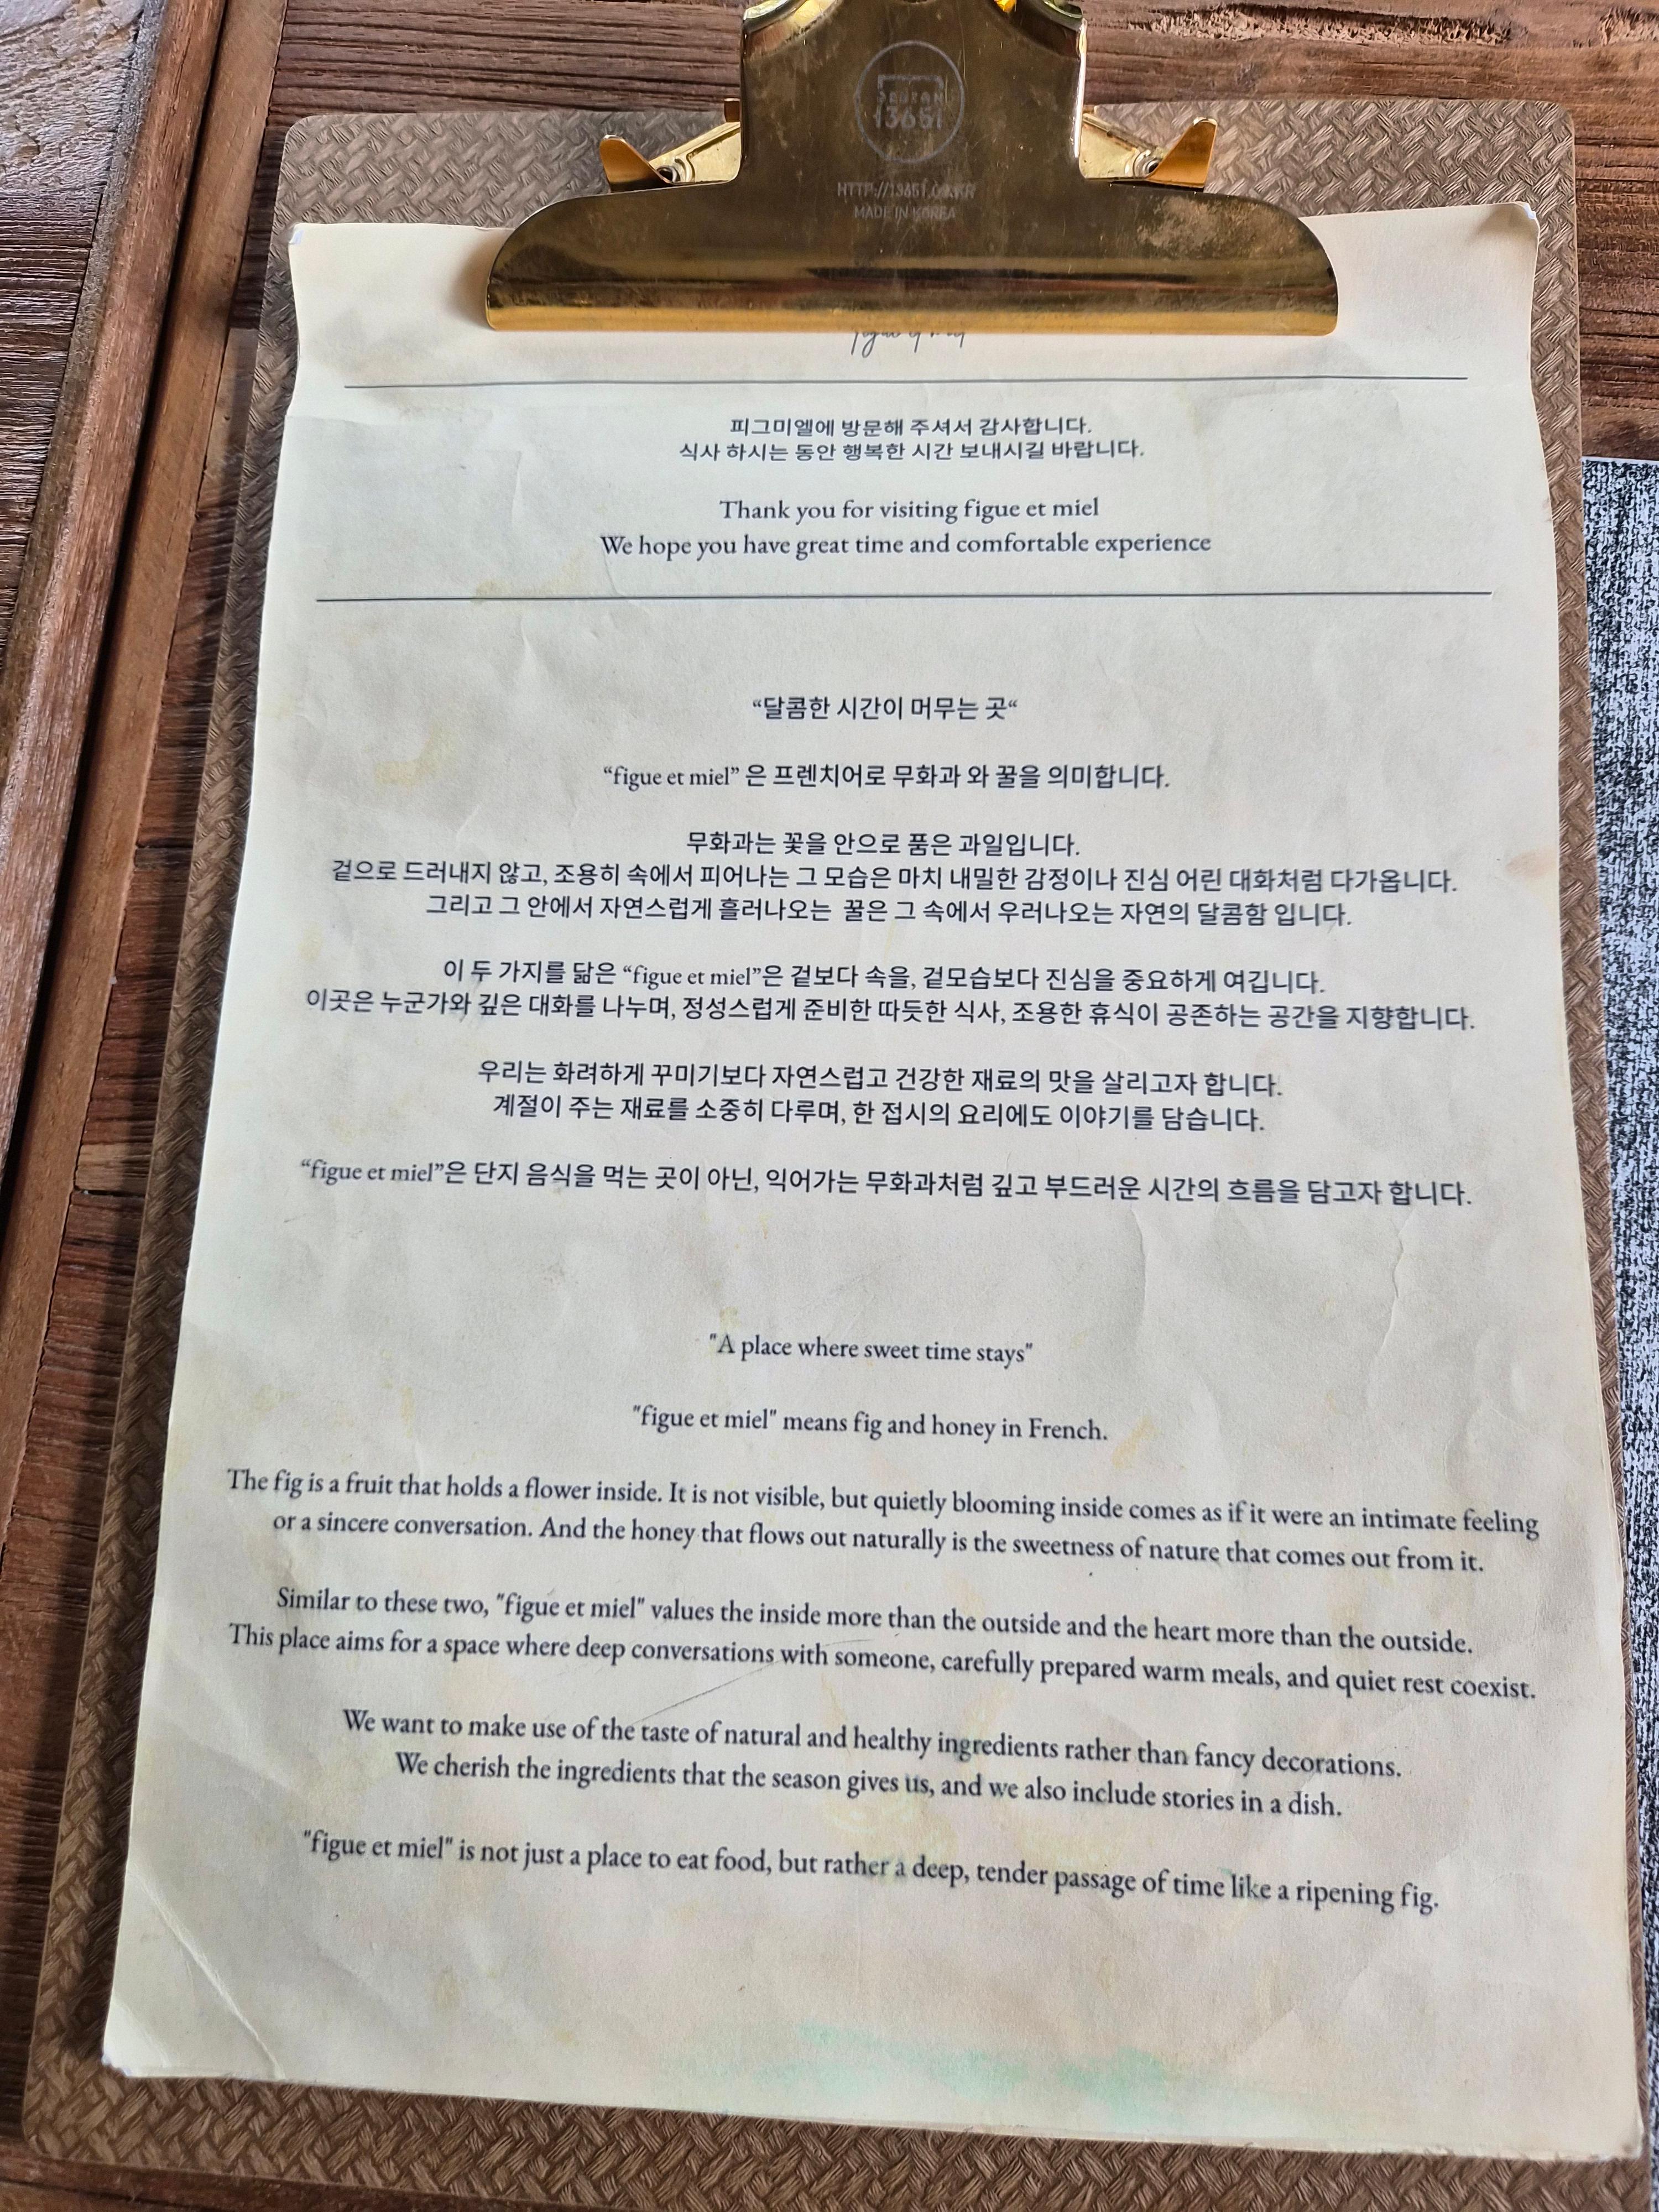 13651
MADE IN KOREA
피그미엘에 방문해 주셔서 감사합니다.
식사 하시는 동안 행복한 시간 보내시길 바랍니다.
Thank you for visiting figue et miel
We hope you have great time and comfortable experience
“달콤한 시간이 머무는 곳“
“figue et miel” 은 프렌치어로 무화과 와 꿀을 의미합니다.
무화과는 꽃을 안으로 품은 과일입니다.
겉으로 드러내지 않고, 조용히 속에서 피어나는 그 모습은 마치 내밀한 감정이나 진심 어린 대화처럼 다가옵니다.
그리고 그 안에서 자연스럽게 흘러나오는 꿀은 그 속에서 우러나오는 자연의 달콤함 입니다.
이 두 가지를 닮은 “figue et miel”은 겉보다 속을, 겉모습보다 진심을 중요하게 여깁니다.
이곳은 누군가와 깊은 대화를 나누며, 정성스럽게 준비한 따듯한 식사, 조용한 휴식이 공존하는 공간을 지향합니다.
우리는 화려하게 꾸미기보다 자연스럽고 건강한 재료의 맛을 살리고자 합니다.
계절이 주는 재료를 소중히 다루며, 한 접시의 요리에도 이야기를 담습니다.
“figue et miel”은 단지 음식을 먹는 곳이 아닌, 익어가는 무화과처럼 깊고 부드러운 시간의 흐름을 담고자 합니다.
"A place where sweet time stays"
"figue et miel" means fig and honey in French.
The fig is a fruit that holds a flower inside. It is not visible, but quietly blooming inside comes as if it were an intimate feeling
or a sincere conversation. And the honey that flows out naturally is the sweetness of nature that comes out from it.
Similar to these two, "figue et miel" values the inside more than the outside and the heart more than the outside.
This place aims for a space where deep conversations with someone, carefully prepared warm meals, and quiet rest coexist.
We want to make use of the taste of natural and healthy ingredients rather than fancy decorations.
We cherish the ingredients that the season gives us, and we also include stories in a dish.
"figue et miel" is not just a place to eat food, but rather a deep, tender passage of time like a ripening fig.